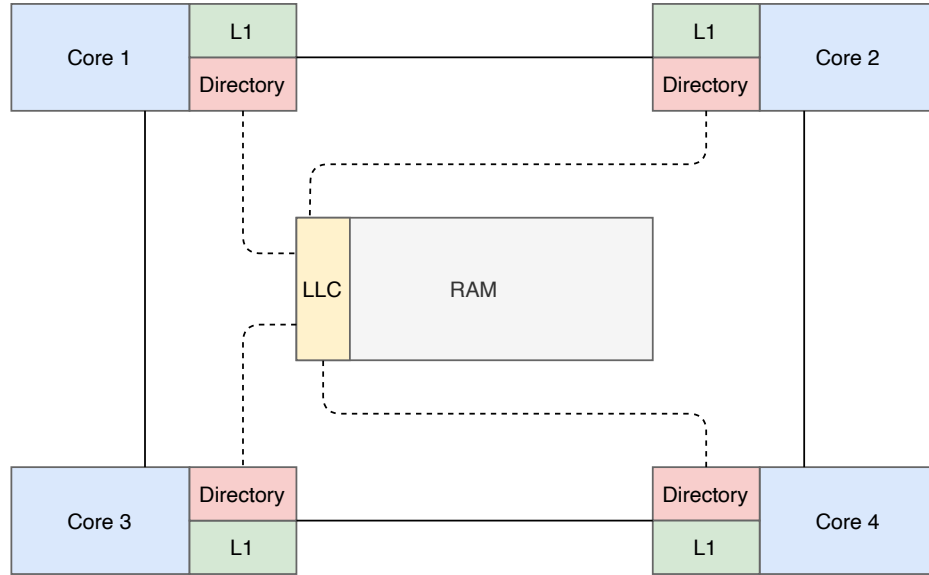 Core 1
L1
Directory
L1
Directory
Core 2
LLC
RAM
Core 3
Directory
L1
Directory
L1
Core 4